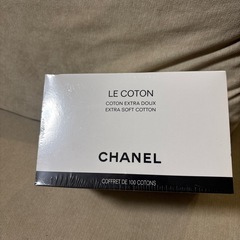 LE COTON
COTON EXTRA DOUX
EXTRA SOFT COTTON
CHANEL
COFFRET DE 100 COTONS